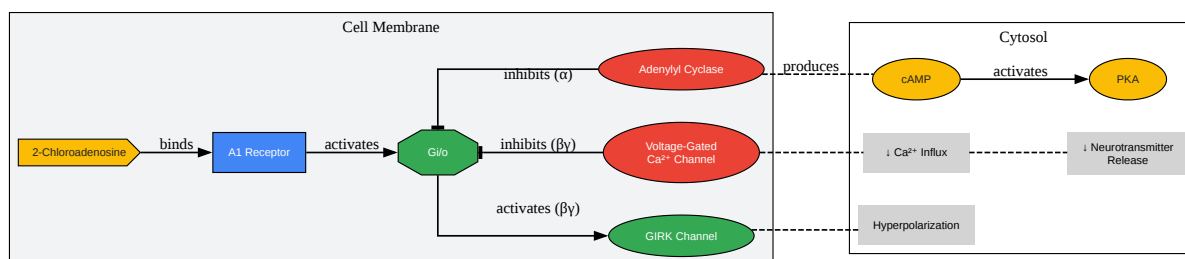 Cell Membrane
Cytosol
Adenylyl Cyclase
produces
inhibits (α)
cAMP
activates
PKA
2-Chloroadenosine
binds
A1 Receptor
activates
Gi/o
inhibits (βγ)
Voltage-Gated
Ca²⁺ Channel
↓ Ca²⁺ Influx
↓ Neurotransmitter
Release
activates (βγ)
GIRK Channel
Hyperpolarization